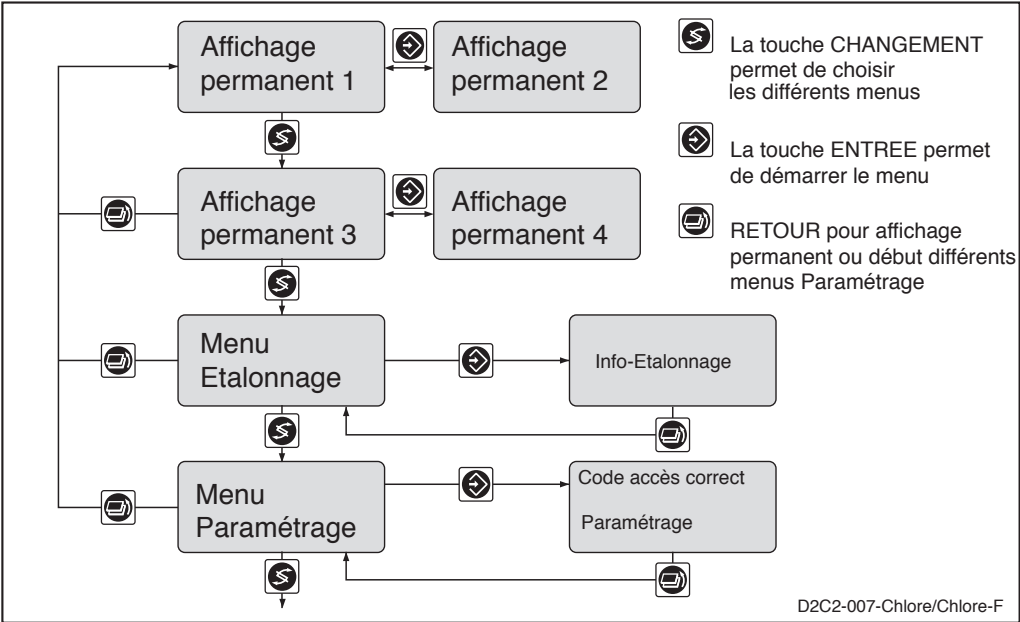 Affichage
permanent 1
Affichage
permanent 2
La touche CHANGEMENT
permet de choisir
les différents menus
La touche ENTREE permet
de démarrer le menu
Affichage
permanent 3
Affichage
permanent 4
RETOUR pour affichage
permanent ou début différents
menus Paramétrage
Menu
Etalonnage
Info-Etalonnage
Menu
Paramétrage
Code accès correct
Paramétrage
D2C2-007-Chlore/Chlore-F